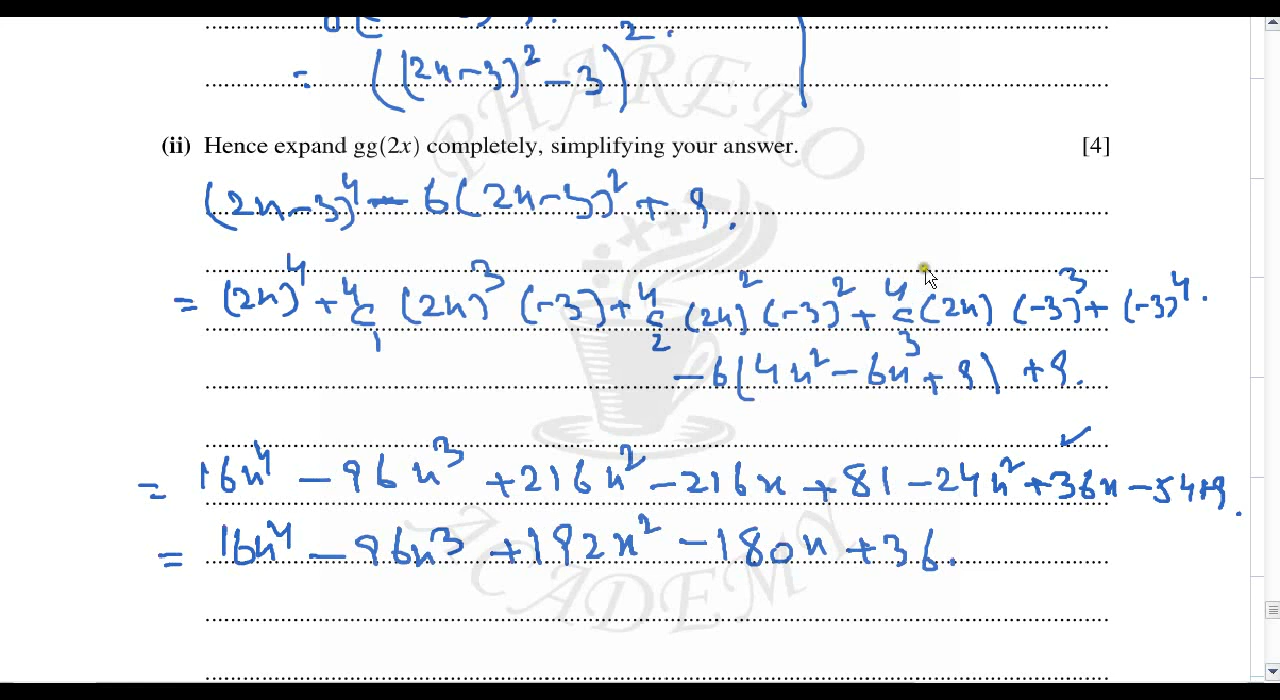 = ((2x-3)² - 3)².
(ii) Hence expand gg(2x) completely, simplifying your answer. [4]
(2x-3)⁴ - 6(2x-3)² + 9.
= (2x)⁴ + ⁴C₁ (2x)³ (-3) + ⁴C₂ (2x)² (-3)² + ⁴C₃ (2x) (-3)³ + (-3)⁴.
-6(4x² - 6x + 9) + 9.
= 16x⁴ - 96x³ + 216x² - 216x + 81 - 24x² + 36x - 54 + 9.
= 16x⁴ - 96x³ + 192x² - 180x + 36.
PHARERO
ACADEMY